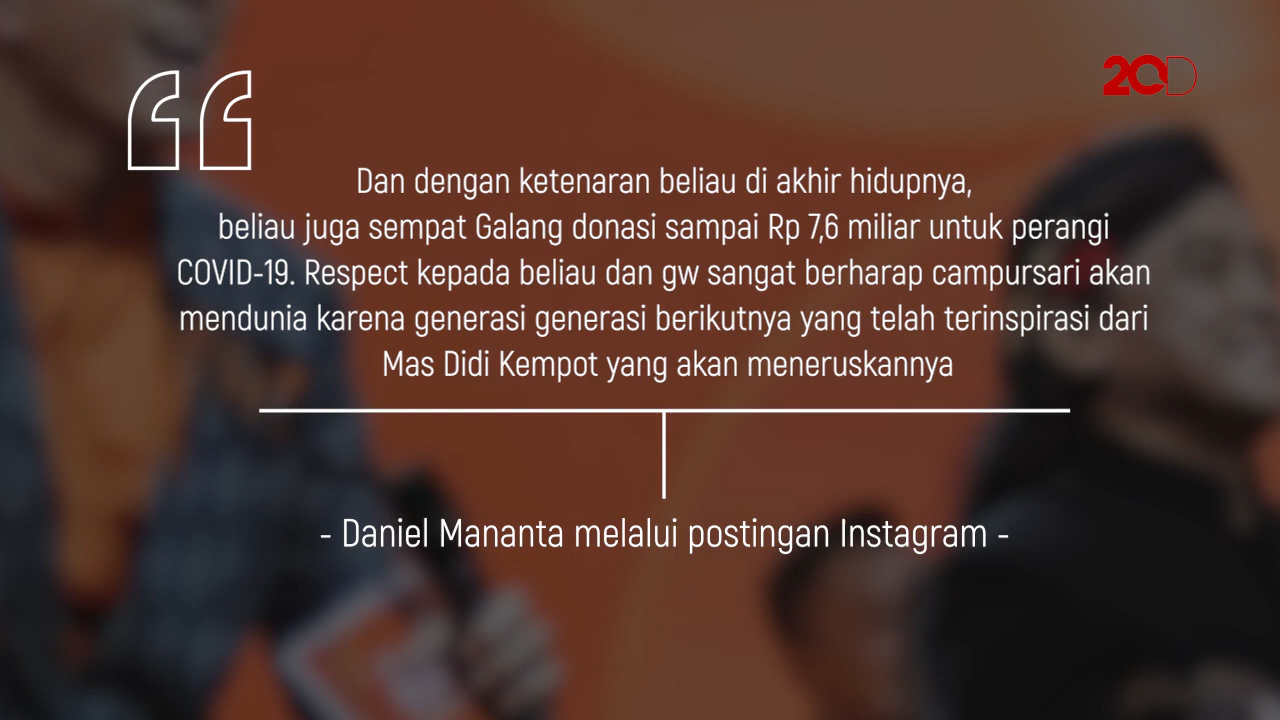 20D
Dan dengan ketenaran beliau di akhir hidupnya,
beliau juga sempat Galang donasi sampai Rp 7,6 miliar untuk perangi
COVID-19. Respect kepada beliau dan gw sangat berharap campursari akan
mendunia karena generasi generasi berikutnya yang telah terinspirasi dari
Mas Didi Kempot yang akan meneruskannya
- Daniel Mananta melalui postingan Instagram -